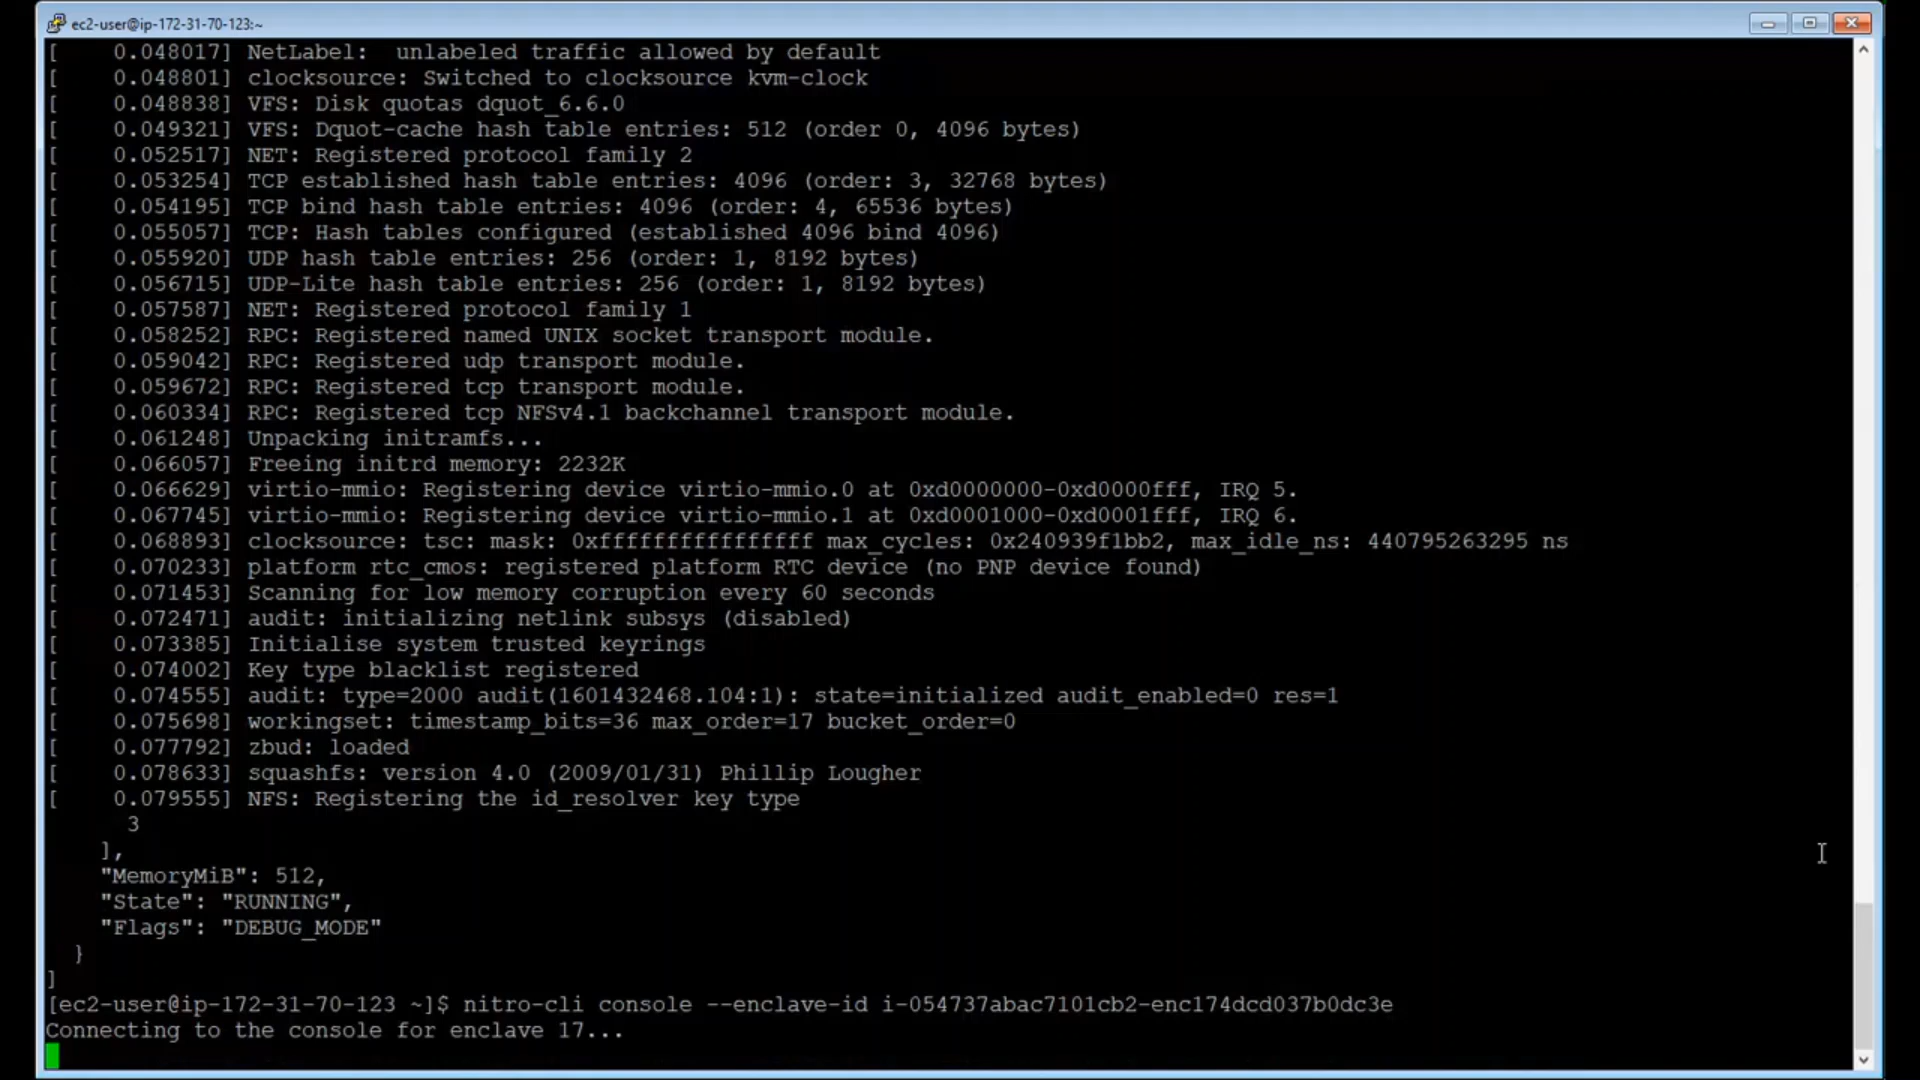 ec2-user@ip-172-31-70-123:~
[    0.048017] NetLabel:  unlabeled traffic allowed by default
[    0.048801] clocksource: Switched to clocksource kvm-clock
[    0.048838] VFS: Disk quotas dquot_6.6.0
[    0.049321] VFS: Dquot-cache hash table entries: 512 (order 0, 4096 bytes)
[    0.052517] NET: Registered protocol family 2
[    0.053254] TCP established hash table entries: 4096 (order: 3, 32768 bytes)
[    0.054195] TCP bind hash table entries: 4096 (order: 4, 65536 bytes)
[    0.055057] TCP: Hash tables configured (established 4096 bind 4096)
[    0.055920] UDP hash table entries: 256 (order: 1, 8192 bytes)
[    0.056715] UDP-Lite hash table entries: 256 (order: 1, 8192 bytes)
[    0.057587] NET: Registered protocol family 1
[    0.058252] RPC: Registered named UNIX socket transport module.
[    0.059042] RPC: Registered udp transport module.
[    0.059672] RPC: Registered tcp transport module.
[    0.060334] RPC: Registered tcp NFSv4.1 backchannel transport module.
[    0.061248] Unpacking initramfs...
[    0.066057] Freeing initrd memory: 2232K
[    0.066629] virtio-mmio: Registering device virtio-mmio.0 at 0xd0000000-0xd0000fff, IRQ 5.
[    0.067745] virtio-mmio: Registering device virtio-mmio.1 at 0xd0001000-0xd0001fff, IRQ 6.
[    0.068893] clocksource: tsc: mask: 0xffffffffffffffff max_cycles: 0x240939f1bb2, max_idle_ns: 440795263295 ns
[    0.070233] platform rtc_cmos: registered platform RTC device (no PNP device found)
[    0.071453] Scanning for low memory corruption every 60 seconds
[    0.072471] audit: initializing netlink subsys (disabled)
[    0.073385] Initialise system trusted keyrings
[    0.074002] Key type blacklist registered
[    0.074555] audit: type=2000 audit(1601432468.104:1): state=initialized audit_enabled=0 res=1
[    0.075698] workingset: timestamp_bits=36 max_order=17 bucket_order=0
[    0.077792] zbud: loaded
[    0.078633] squashfs: version 4.0 (2009/01/31) Phillip Lougher
[    0.079555] NFS: Registering the id_resolver key type
      3
    ],
    "MemoryMiB": 512,
    "State": "RUNNING",
    "Flags": "DEBUG_MODE"
  }
]
[ec2-user@ip-172-31-70-123 ~]$ nitro-cli console --enclave-id i-054737abac7101cb2-enc174dcd037b0dc3e
Connecting to the console for enclave 17...